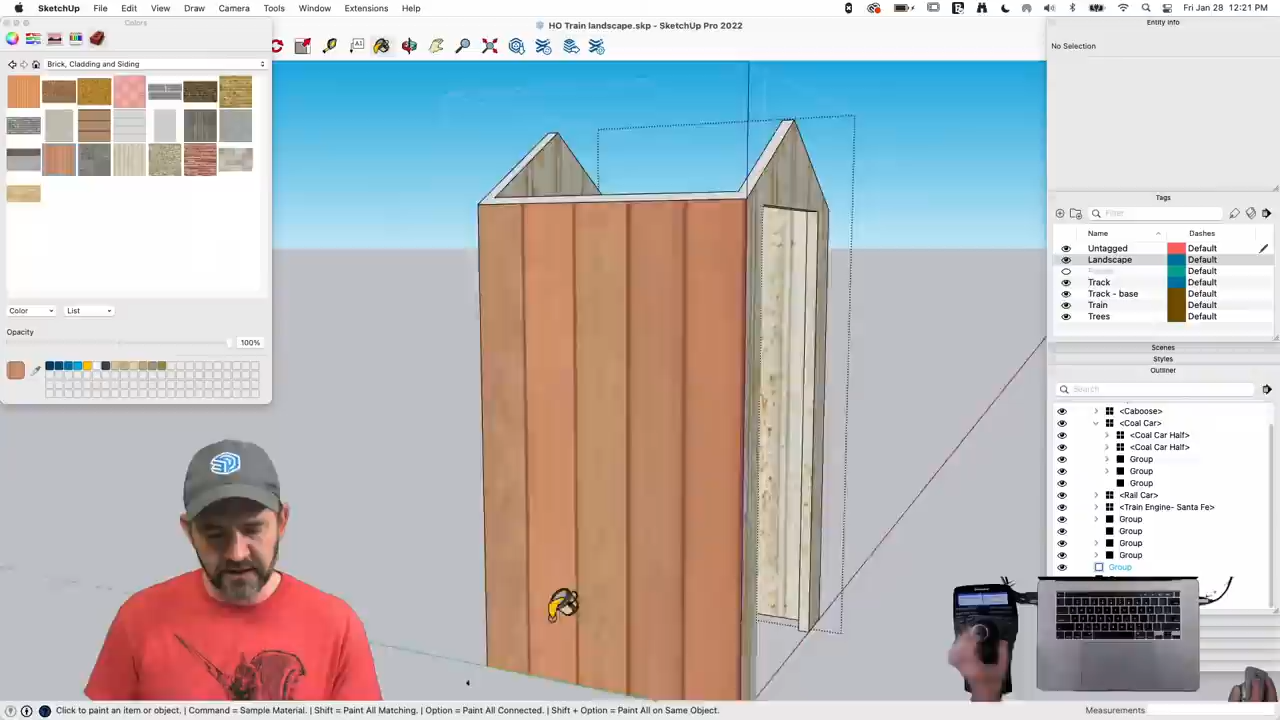 SketchUp File Edit View Draw Camera Tools Window Extensions Help
Fri Jan 28 12:21 PM
Colors
HO Train landscape.skp - SketchUp Pro 2022
Entity Info
No Selection
Brick, Cladding and Siding
Color
List
Opacity
100%
Tags
Filter
Name
Dashes
Untagged Default
Landscape Default
Default
Track Default
Track - base Default
Train Default
Trees Default
Scenes
Styles
Outliner
Search
<Caboose>
<Coal Car>
<Coal Car Half>
<Coal Car Half>
Group
Group
Group
<Rail Car>
<Train Engine- Santa Fe>
Group
Group
Group
Group
Group
Click to paint an item or object. | Command = Sample Material. | Shift = Paint All Matching. | Option = Paint All Connected. | Shift + Option = Paint All on Same Object.
Measurements